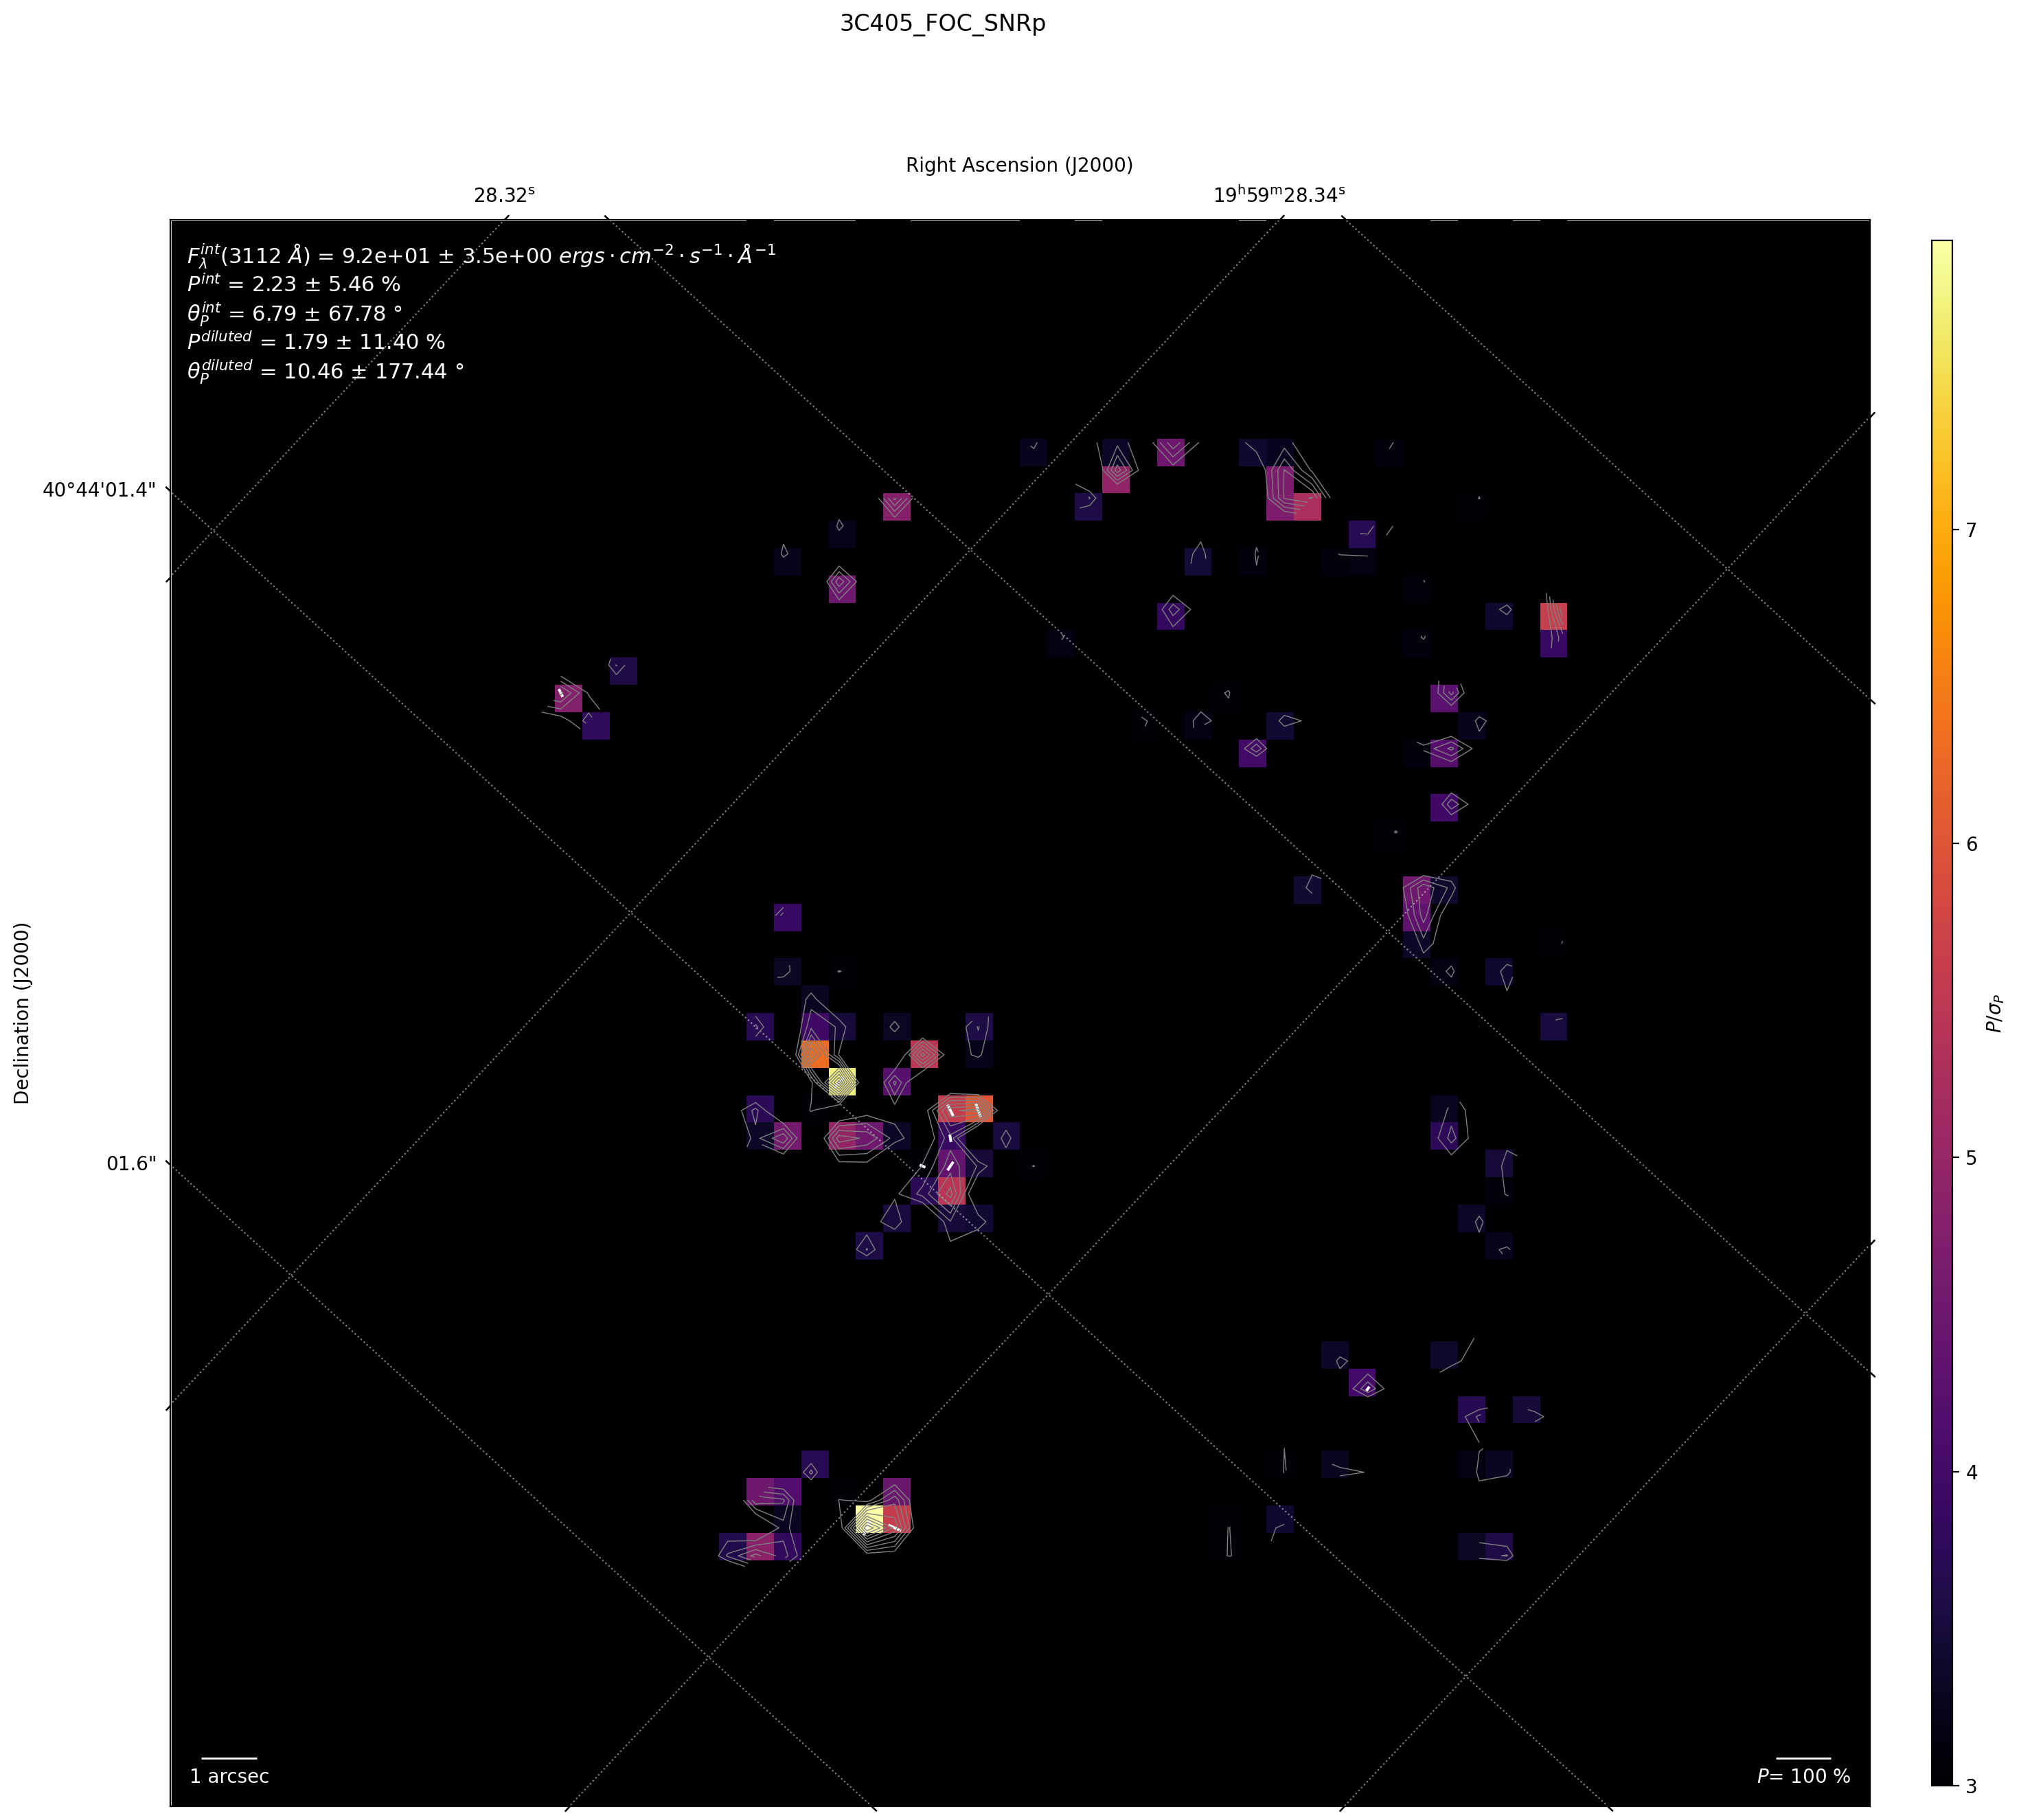 3C405_FOC_SNRp
Right Ascension (J2000)
28.32ˢ
19ʰ59ᵐ28.34ˢ
F_λ^int(3112 Å) = 9.2e+01 ± 3.5e+00 ergs · cm⁻² · s⁻¹ · Å⁻¹
P^int = 2.23 ± 5.46 %
θ_P^int = 6.79 ± 67.78 °
P^diluted = 1.79 ± 11.40 %
θ_P^diluted = 10.46 ± 177.44 °
40°44'01.4"
01.6"
Declination (J2000)
7
6
5
4
3
P/σ_P
1 arcsec
P= 100 %